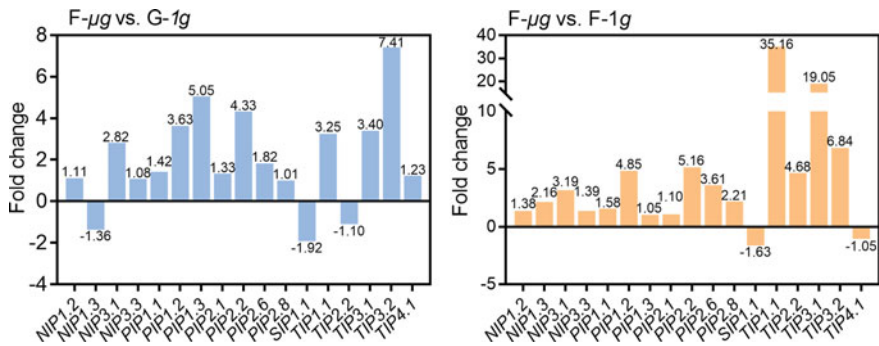 F-μg vs. G-1g
Fold change
8
6
4
2
0
-2
-4
1.11
-1.36
2.82
1.08
1.42
3.63
5.05
1.33
4.33
1.82
1.01
-1.92
3.25
-1.10
3.40
7.41
1.23
NIP1.2
NIP1.3
NIP3.1
NIP3.3
PIP1.1
PIP1.2
PIP1.3
PIP2.1
PIP2.2
PIP2.6
PIP2.8
SIP1.1
TIP1.1
TIP2.2
TIP3.1
TIP3.2
TIP4.1
F-μg vs. F-1g
Fold change
40
30
20
10
5
0
-5
1.38
2.16
3.19
1.39
1.58
4.85
1.05
1.10
5.16
3.61
2.21
-1.63
35.16
4.68
19.05
6.84
-1.05
NIP1.2
NIP1.3
NIP3.1
NIP3.3
PIP1.1
PIP1.2
PIP1.3
PIP2.1
PIP2.2
PIP2.6
PIP2.8
SIP1.1
TIP1.1
TIP2.2
TIP3.1
TIP3.2
TIP4.1